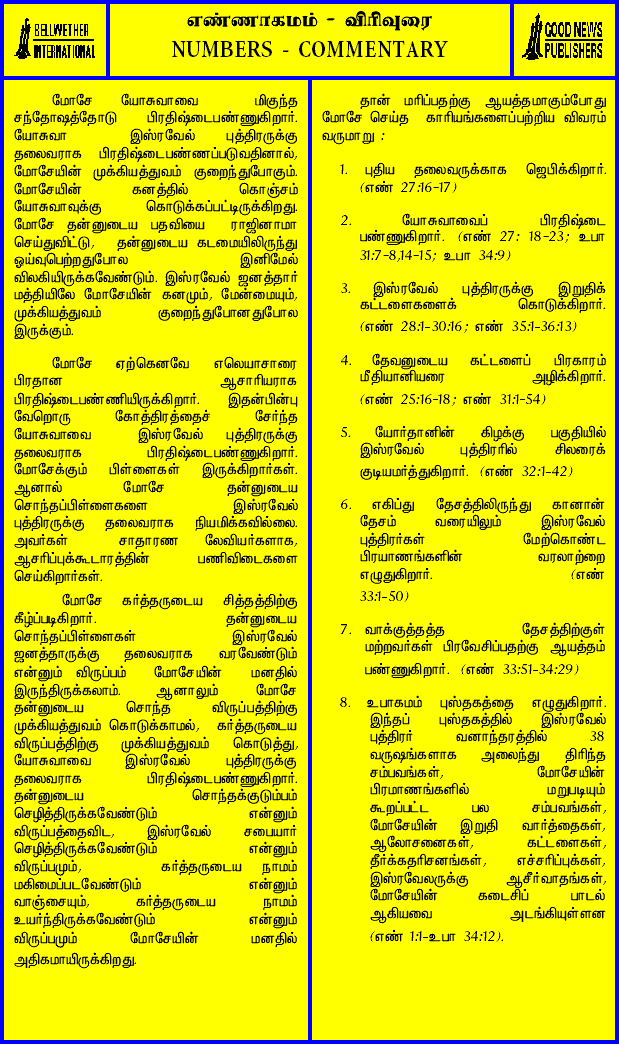 BELLWETHER
INTERNATIONAL
எண்ணாகமம் - விரிவுரை
NUMBERS - COMMENTARY
GOOD NEWS
PUBLISHERS
மோசே யோசுவாவை மிகுந்த
சந்தோஷத்தோடு பிரதிஷ்டைபண்ணுகிறார்.
யோசுவா இஸ்ரவேல் புத்திரருக்கு
தலைவராக பிரதிஷ்டைபண்ணப்படுவதினால்,
மோசேயின் முக்கியத்துவம் குறைந்துபோகும்.
மோசேயின் கனத்தில் கொஞ்சம்
யோசுவாவுக்கு கொடுக்கப்பட்டிருக்கிறது.
மோசே தன்னுடைய பதவியை ராஜினாமா
செய்துவிட்டு, தன்னுடைய கடமையிலிருந்து
ஓய்வுபெற்றதுபோல இனிமேல்
விலகியிருக்கவேண்டும். இஸ்ரவேல் ஜனத்தார்
மத்தியிலே மோசேயின் கனமும், மேன்மையும்,
முக்கியத்துவம் குறைந்துபோனதுபோல
இருக்கும்.
மோசே ஏற்கெனவே எலெயாசாரை
பிரதான ஆசாரியராக
பிரதிஷ்டைபண்ணியிருக்கிறார். இதன்பின்பு
வேறொரு கோத்திரத்தைச் சேர்ந்த
யோசுவாவை இஸ்ரவேல் புத்திரருக்கு
தலைவராக பிரதிஷ்டைபண்ணுகிறார்.
மோசேக்கும் பிள்ளைகள் இருக்கிறார்கள்.
ஆனால் மோசே தன்னுடைய
சொந்தப்பிள்ளைகளை இஸ்ரவேல்
புத்திரருக்கு தலைவராக நியமிக்கவில்லை.
அவர்கள் சாதாரண லேவியர்களாக,
ஆசரிப்புக்கூடாரத்தின் பணிவிடைகளை
செய்கிறார்கள்.
மோசே கர்த்தருடைய சித்தத்திற்கு
கீழ்ப்படிகிறார். தன்னுடைய
சொந்தப்பிள்ளைகள் இஸ்ரவேல்
ஜனத்தாருக்கு தலைவராக வரவேண்டும்
என்னும் விருப்பம் மோசேயின் மனதில்
இருந்திருக்கலாம். ஆனாலும் மோசே
தன்னுடைய சொந்த விருப்பத்திற்கு
முக்கியத்துவம் கொடுக்காமல், கர்த்தருடைய
விருப்பத்திற்கு முக்கியத்துவம் கொடுத்து,
யோசுவாவை இஸ்ரவேல் புத்திரருக்கு
தலைவராக பிரதிஷ்டைபண்ணுகிறார்.
தன்னுடைய சொந்தக்குடும்பம்
செழித்திருக்கவேண்டும் என்னும்
விருப்பத்தைவிட, இஸ்ரவேல் சபையார்
செழித்திருக்கவேண்டும் என்னும்
விருப்பமும், கர்த்தருடைய நாமம்
மகிமைப்படவேண்டும் என்னும்
வாஞ்சையும், கர்த்தருடைய நாமம்
உயர்ந்திருக்கவேண்டும் என்னும்
விருப்பமும் மோசேயின் மனதில்
அதிகமாயிருக்கிறது.
தான் மரிப்பதற்கு ஆயத்தமாகும்போது
மோசே செய்த காரியங்களைப்பற்றிய விவரம்
வருமாறு :
1. புதிய தலைவருக்காக ஜெபிக்கிறார்.
(எண் 27:16-17)
2. யோசுவாவைப் பிரதிஷ்டை
பண்ணுகிறார். (எண் 27: 18-23; உபா
31:7-8,14-15; உபா 34:9)
3. இஸ்ரவேல் புத்திரருக்கு இறுதிக்
கட்டளைகளைக் கொடுக்கிறார்.
(எண் 28:1-30:16; எண் 35:1-36:13)
4. தேவனுடைய கட்டளைப் பிரகாரம்
மீதியானியரை அழிக்கிறார்.
(எண் 25:16-18; எண் 31:1-54)
5. யோர்தானின் கிழக்கு பகுதியில்
இஸ்ரவேல் புத்திரரில் சிலரைக்
குடியமர்த்துகிறார். (எண் 32:1-42)
6. எகிப்து தேசத்திலிருந்து கானான்
தேசம் வரையிலும் இஸ்ரவேல்
புத்திரர்கள் மேற்கொண்ட
பிரயாணங்களின் வரலாற்றை
எழுதுகிறார். (எண்
33:1-50)
7. வாக்குத்தத்த தேசத்திற்குள்
மற்றவர்கள் பிரவேசிப்பதற்கு ஆயத்தம்
பண்ணுகிறார். (எண் 33:51-34:29)
8. உபாகமம் புஸ்தகத்தை எழுதுகிறார்.
இந்தப் புஸ்தகத்தில் இஸ்ரவேல்
புத்திரர் வனாந்தரத்தில் 38
வருஷங்களாக அலைந்து திரிந்த
சம்பவங்கள், மோசேயின்
பிரமாணங்களில் மறுபடியும்
கூறப்பட்ட பல சம்பவங்கள்,
மோசேயின் இறுதி வார்த்தைகள்,
ஆலோசனைகள், கட்டளைகள்,
தீர்க்கதரிசனங்கள், எச்சரிப்புக்கள்,
இஸ்ரவேலருக்கு ஆசீர்வாதங்கள்,
மோசேயின் கடைசிப் பாடல்
ஆகியவை அடங்கியுள்ளன
(எண் 1:1-உபா 34:12).